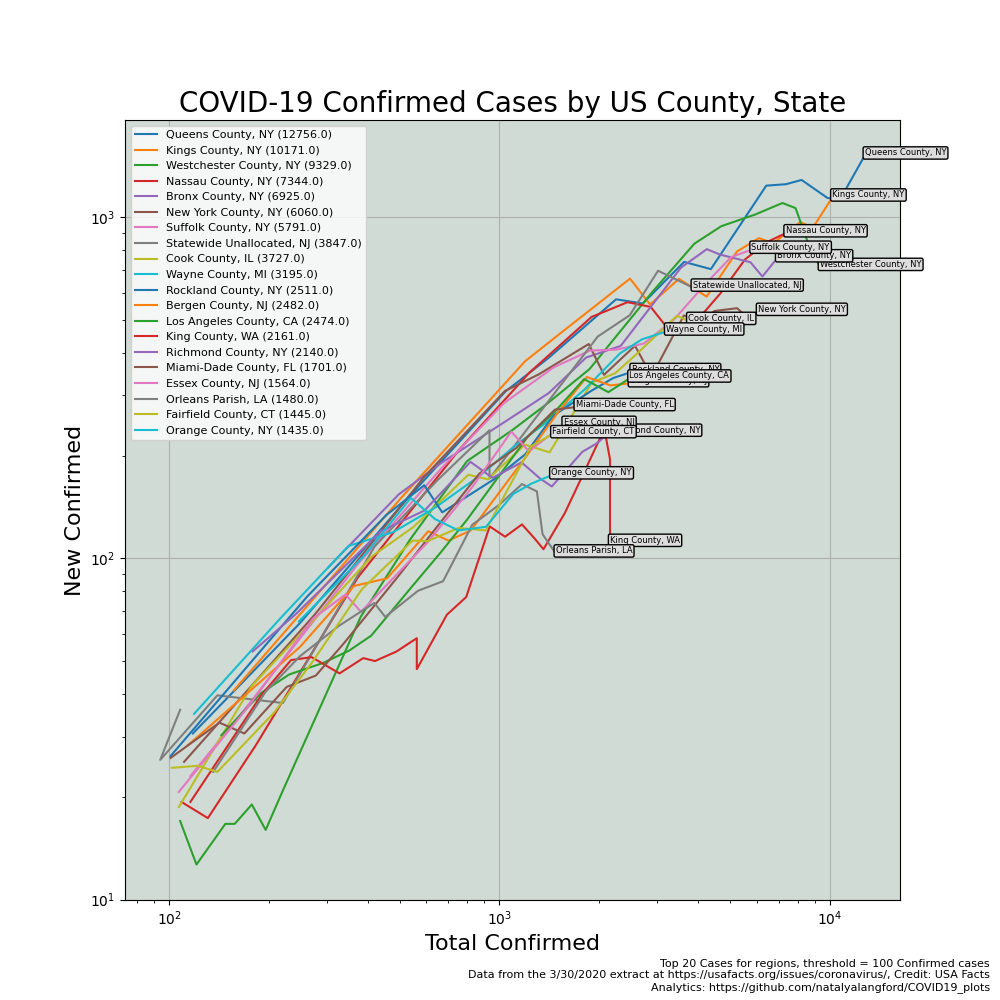 COVID-19 Confirmed Cases by US County, State
Queens County, NY (12756.0)
Kings County, NY (10171.0)
Westchester County, NY (9329.0)
Nassau County, NY (7344.0)
Bronx County, NY (6925.0)
New York County, NY (6060.0)
Suffolk County, NY (5791.0)
Statewide Unallocated, NJ (3847.0)
Cook County, IL (3727.0)
Wayne County, MI (3195.0)
Rockland County, NY (2511.0)
Bergen County, NJ (2482.0)
Los Angeles County, CA (2474.0)
King County, WA (2161.0)
Richmond County, NY (2140.0)
Miami-Dade County, FL (1701.0)
Essex County, NJ (1564.0)
Orleans Parish, LA (1480.0)
Fairfield County, CT (1445.0)
Orange County, NY (1435.0)
Queens County, NY
Kings County, NY
Nassau County, NY
Suffolk County, NY
Bronx County, NY
Westchester County, NY
Statewide Unallocated, NJ
New York County, NY
Cook County, IL
Wayne County, MI
Rockland County, NY
Los Angeles County, CA
Miami-Dade County, FL
Essex County, NJ
Fairfield County, CT
ond County, NY
Orange County, NY
King County, WA
Orleans Parish, LA
10³
10²
10¹
New Confirmed
10² 10³ 10⁴
Total Confirmed
Top 20 Cases for regions, threshold = 100 Confirmed cases
Data from the 3/30/2020 extract at https://usafacts.org/issues/coronavirus/, Credit: USA Facts
Analytics: https://github.com/natalyalangford/COVID19_plots